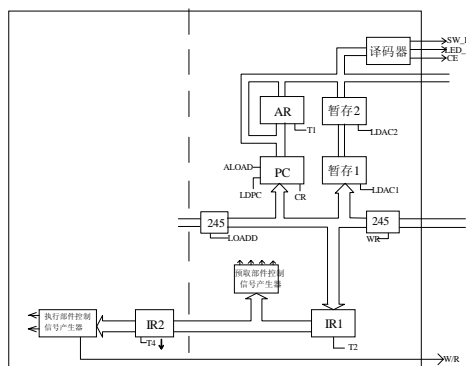 译码器
SW_B
LED_B
CE
AR
T1
暂存2
LDAC2
ALOAD
PC
LDPC
CR
暂存1
LDAC1
245
LOADD
245
WR
预取部件控制
信号产生器
执行部件控制
信号产生器
IR2
T4
IR1
T2
W/R